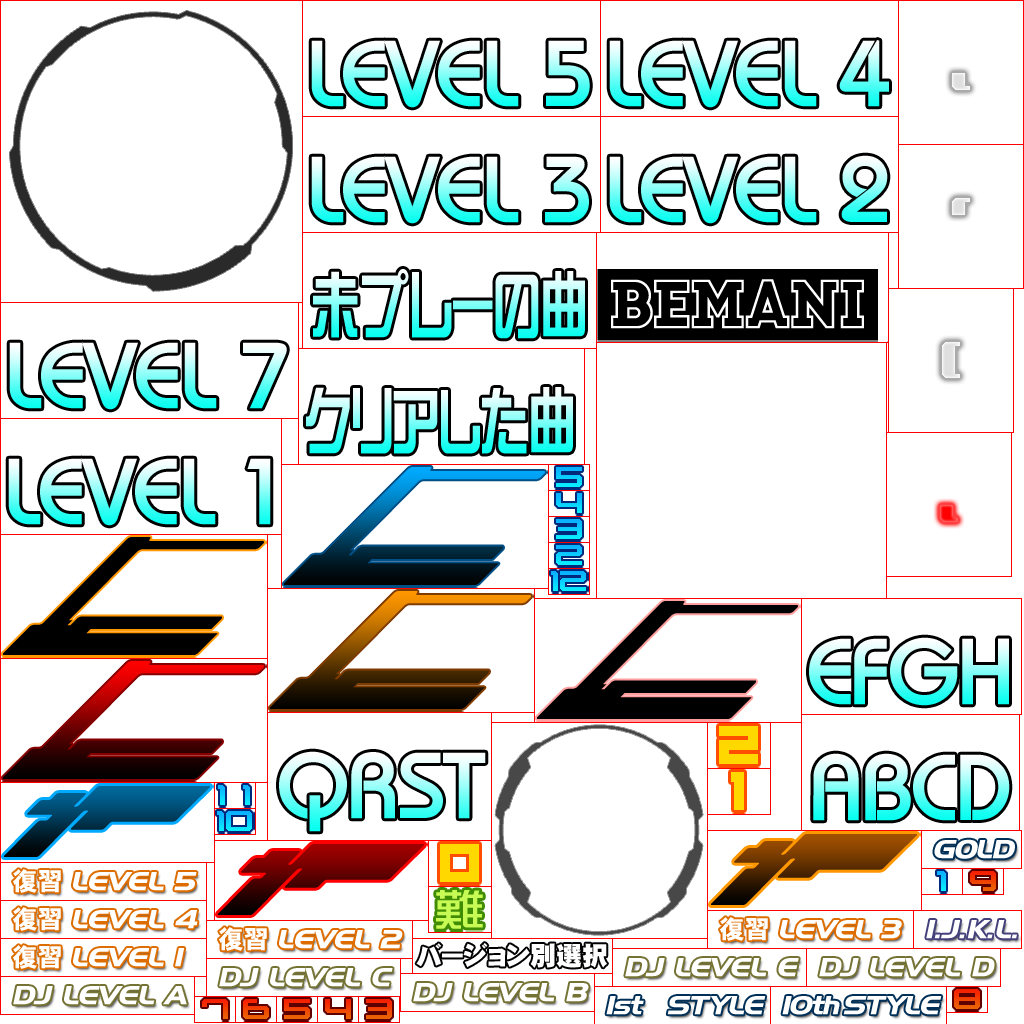 LEVEL 5
LEVEL 4
LEVEL 3
LEVEL 2
未プレーの曲
BEMANI
LEVEL 7
クリアした曲
LEVEL 1
5
4
3
2
12
EFGH
QRST
2
1
ABCD
11
10
0
難
GOLD
1
9
復習 LEVEL 5
復習 LEVEL 4
復習 LEVEL 3
I.J.K.L.
復習 LEVEL 2
復習 LEVEL 1
バージョン別選択
DJ LEVEL E
DJ LEVEL D
DJ LEVEL C
DJ LEVEL A
DJ LEVEL B
7
6
5
4
3
1st STYLE
10th STYLE
8